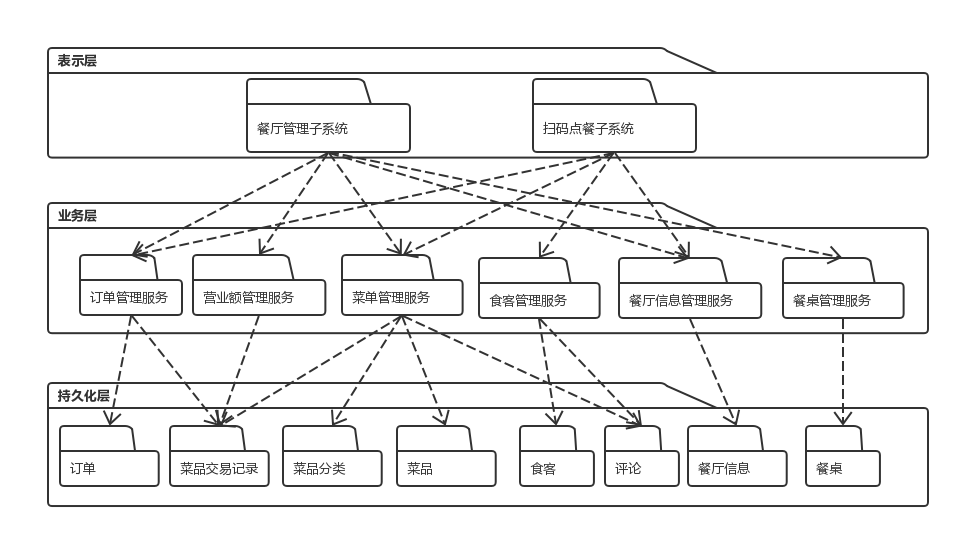 表示层
餐厅管理子系统
扫码点餐子系统
业务层
订单管理服务
营业额管理服务
菜单管理服务
食客管理服务
餐厅信息管理服务
餐桌管理服务
持久化层
订单
菜品交易记录
菜品分类
菜品
食客
评论
餐厅信息
餐桌